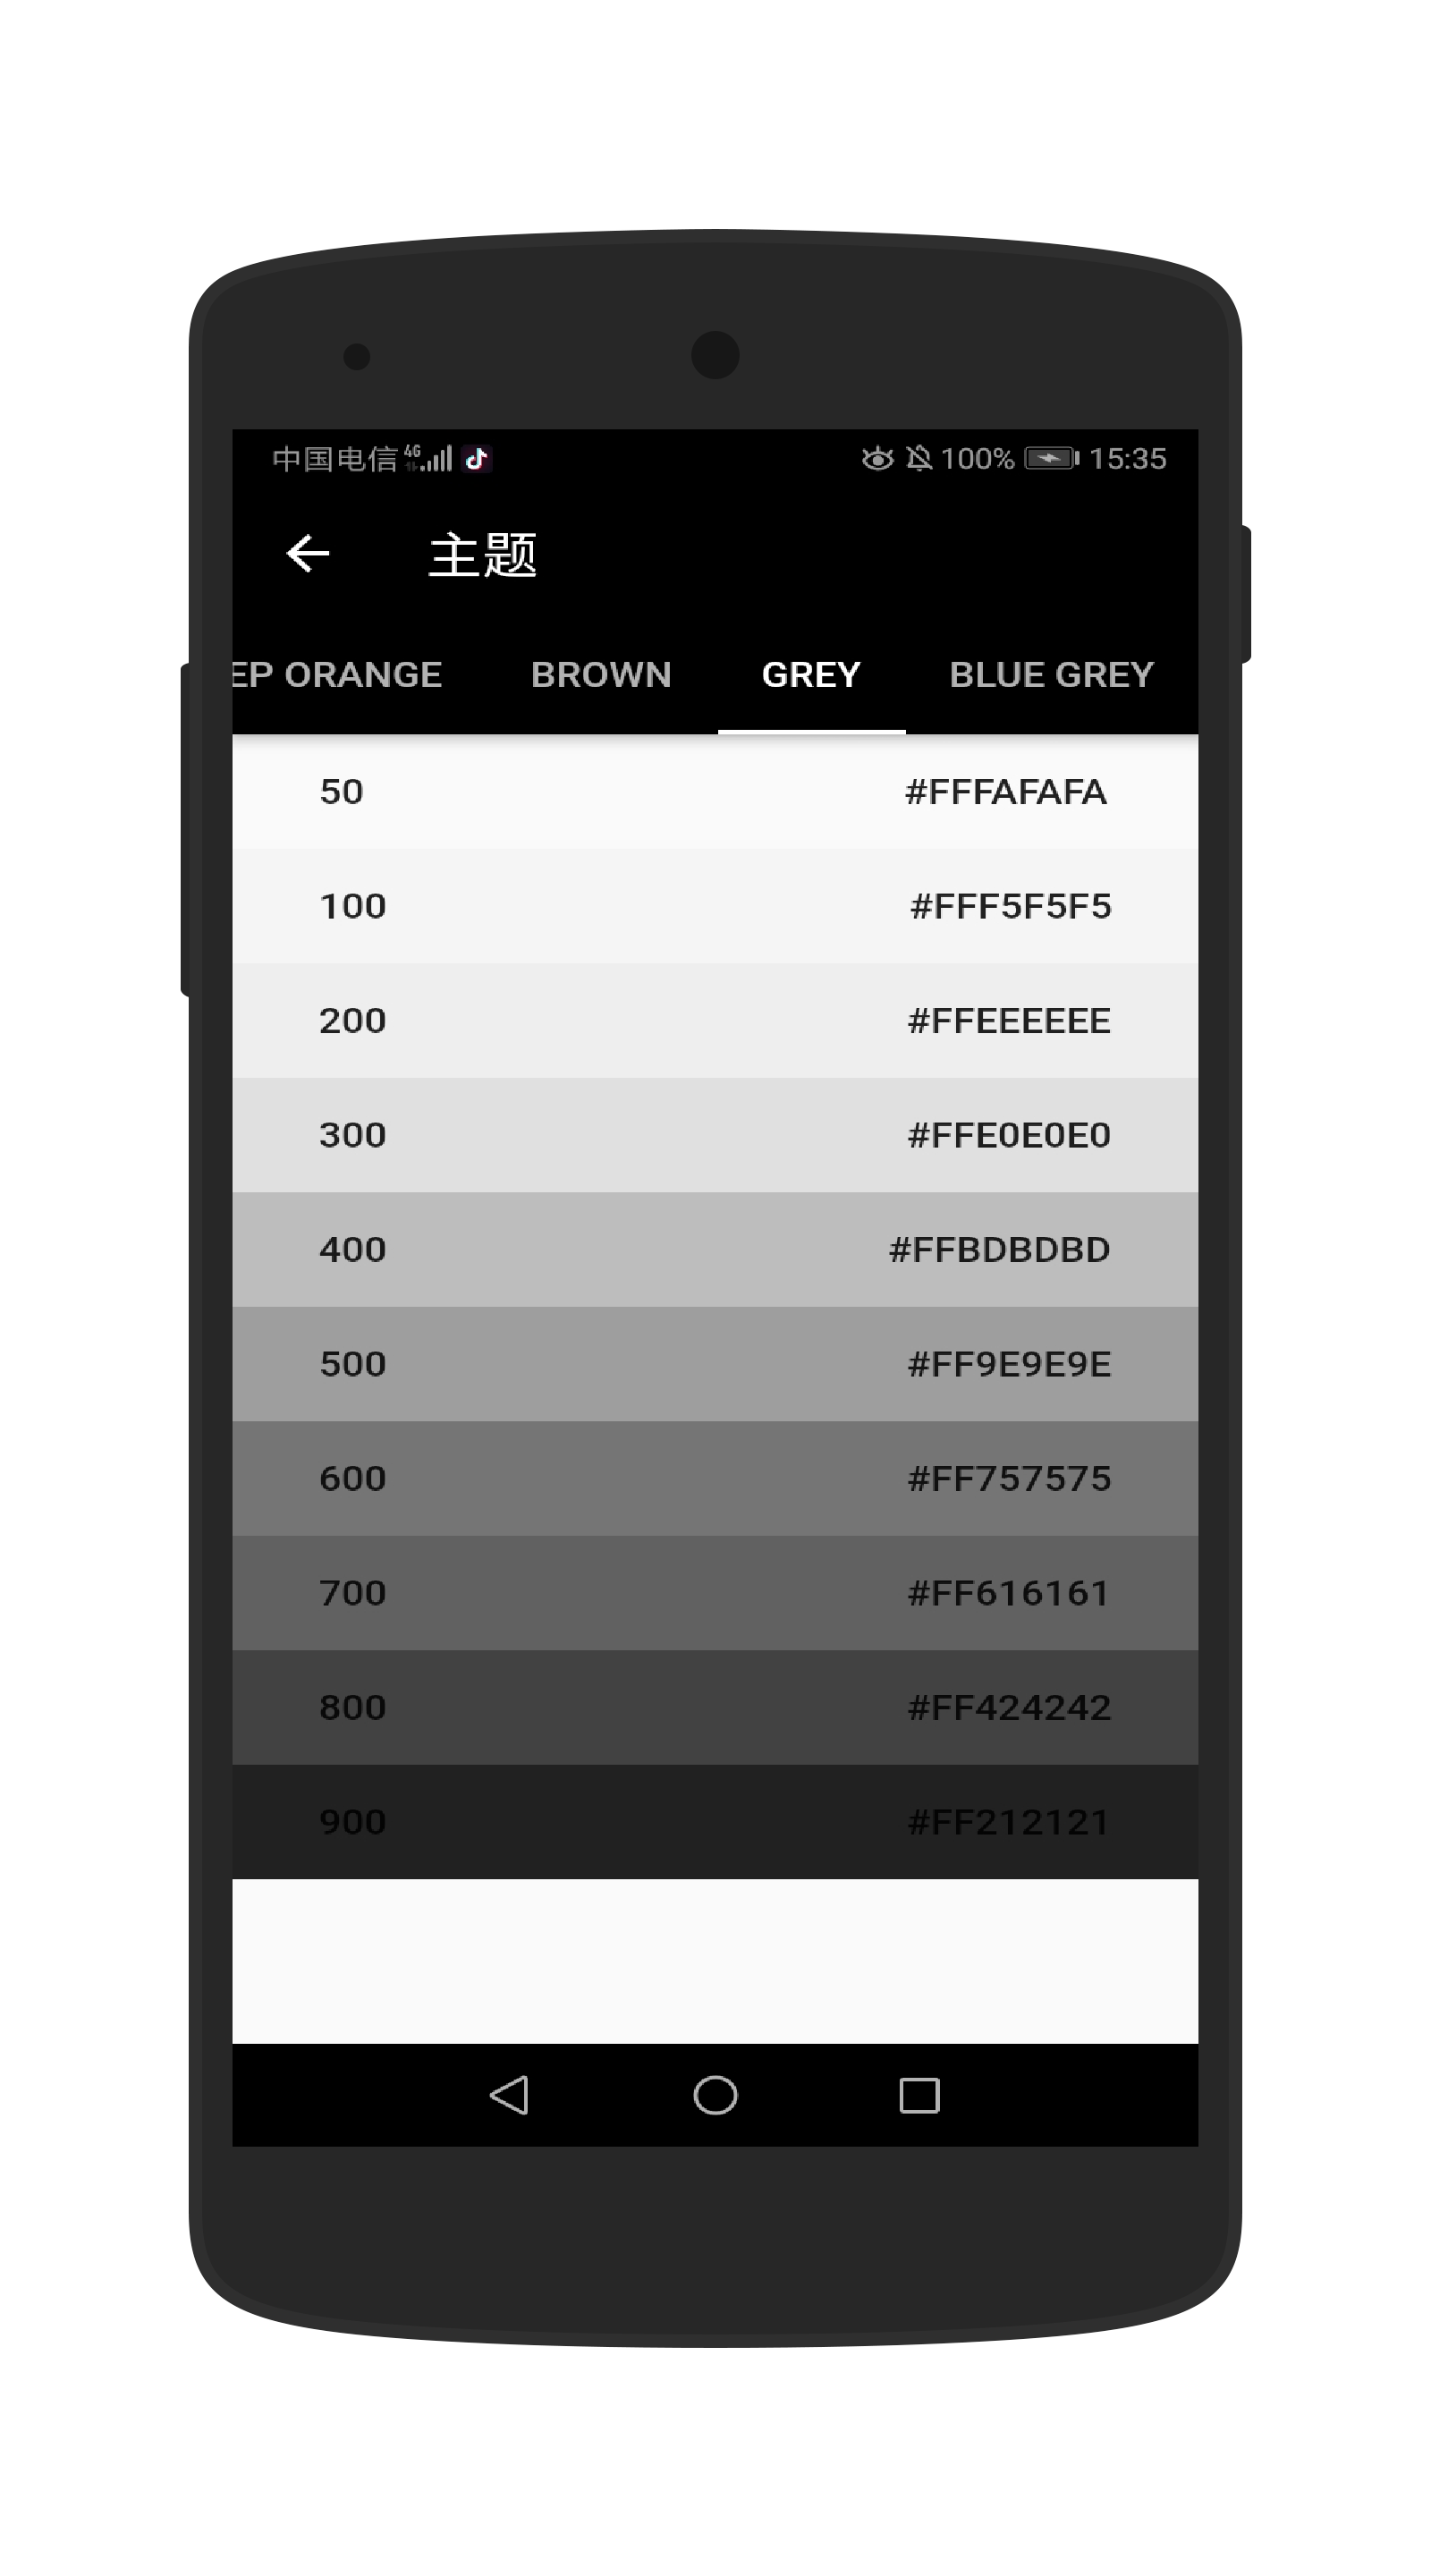 中国电信 4G 100% 15:35
主题
EP ORANGE BROWN GREY BLUE GREY
50 #FFFAFAFA
100 #FFF5F5F5
200 #FFEEEEEE
300 #FFE0E0E0
400 #FFBDBDBD
500 #FF9E9E9E
600 #FF757575
700 #FF616161
800 #FF424242
900 #FF212121